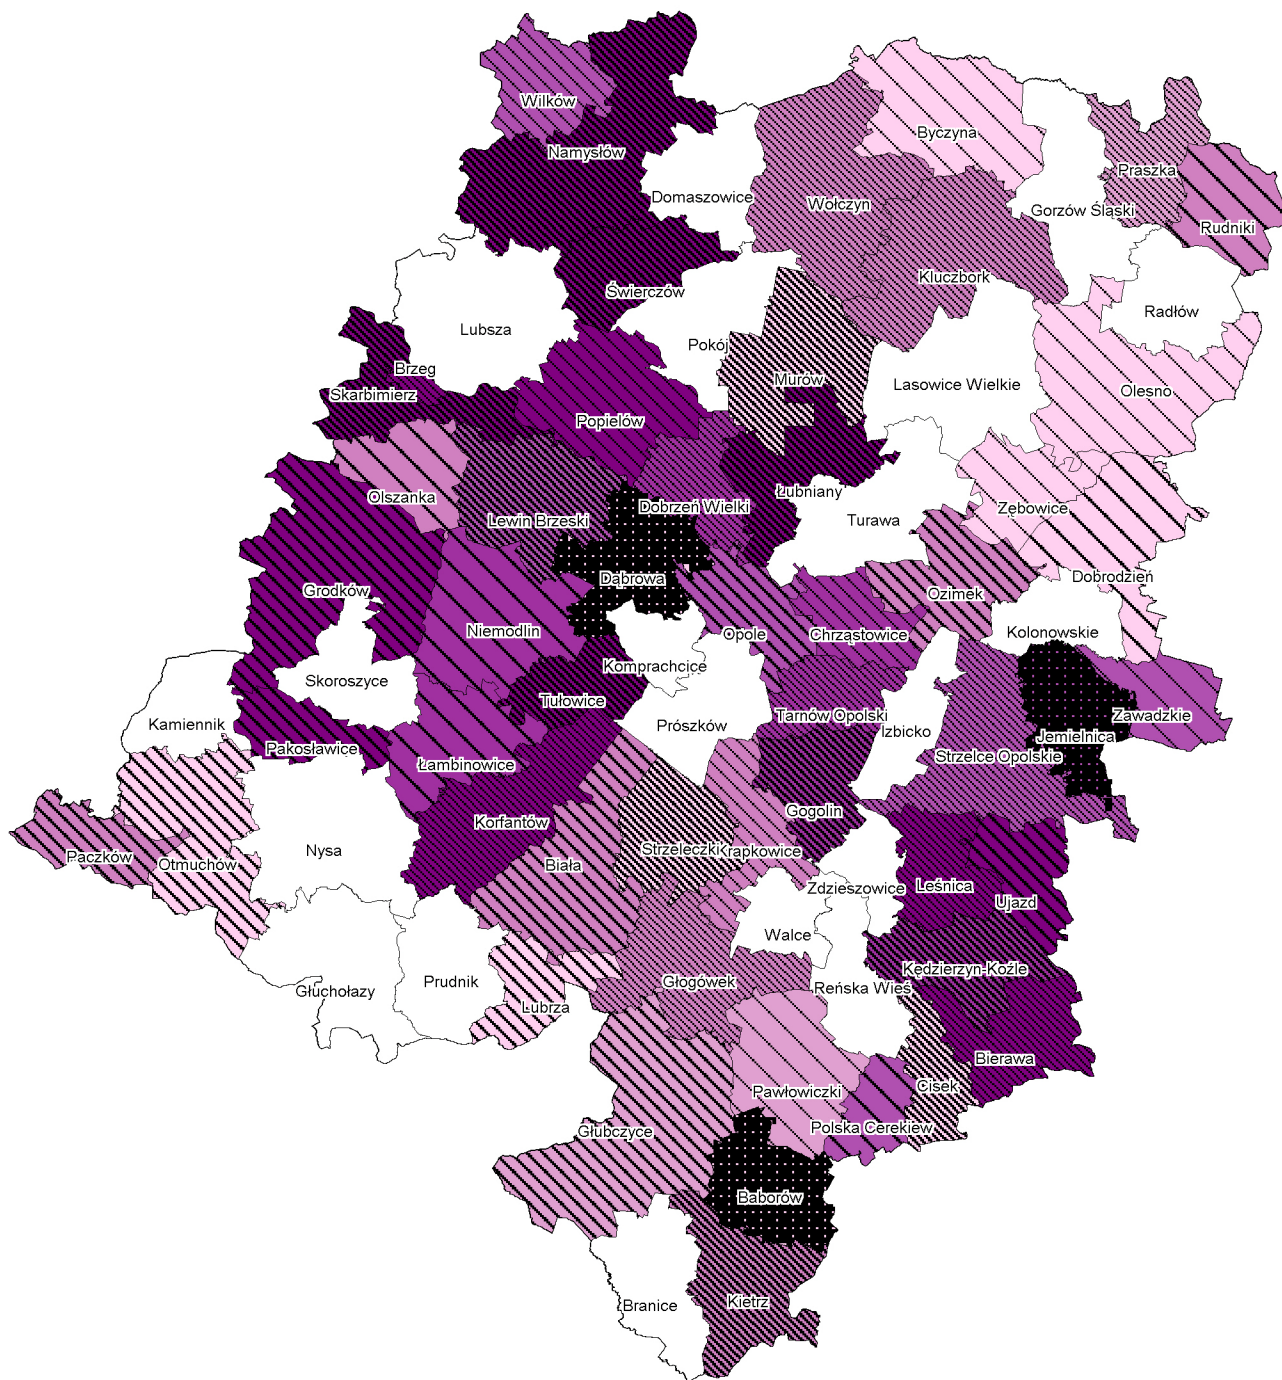 Wilków
Byczyna
Namysłów
Praszka
Domaszowice
Wołczyn
Gorzów Śląski
Rudniki
Kluczbork
Świerczów
Radłów
Lubsza
Pokój
Brzeg
Murów
Lasowice Wielkie
Skarbimierz
Olesno
Popielów
Olszanka
Łubniany
Dobrzeń Wielki
Zębowice
Lewin Brzeski
Turawa
Dąbrowa
Dobrodzień
Grodków
Ozimek
Niemodlin
Opole
Chrząstowice
Kolonowskie
Komprachcice
Skoroszyce
Tułowice
Tarnów Opolski
Zawadzkie
Kamiennik
Prószków
Izbicko
Jemielnica
Pakosławice
Strzelce Opolskie
Łambinowice
Gogolin
Korfantów
Nysa
Strzeleczki
Krapkowice
Paczków
Otmuchów
Biała
Zdzieszowice
Leśnica
Ujazd
Walce
Kędzierzyn-Koźle
Prudnik
Głogówek
Reńska Wieś
Głuchołazy
Lubrza
Bierawa
Pawłowiczki
Cisek
Głubczyce
Polska Cerekiew
Baborów
Branice
Kietrz